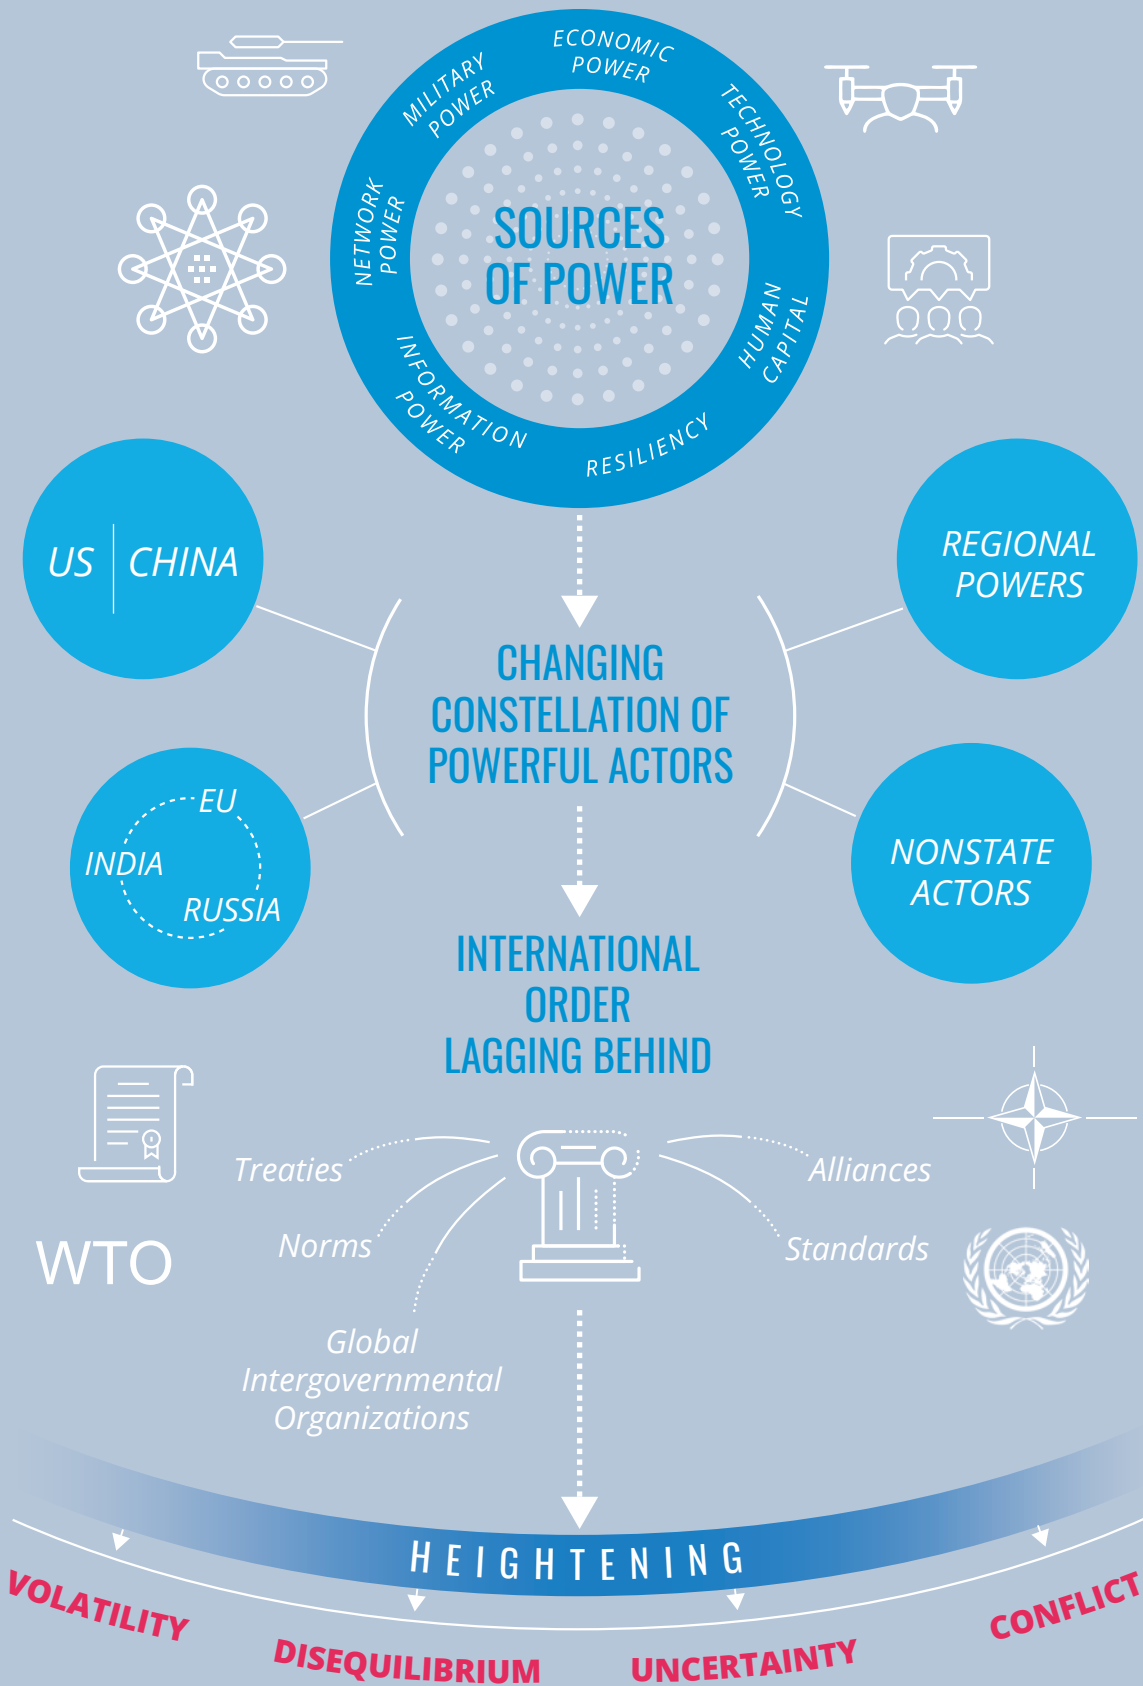 ECONOMIC
POWER
TECHNOLOGY
POWER
HUMAN
CAPITAL
RESILIENCY
INFORMATION
POWER
NETWORK
POWER
MILITARY
POWER
SOURCES
OF POWER
US | CHINA
REGIONAL
POWERS
CHANGING
CONSTELLATION OF
POWERFUL ACTORS
EU
INDIA
RUSSIA
NONSTATE
ACTORS
INTERNATIONAL
ORDER
LAGGING BEHIND
Treaties
Alliances
WTO
Norms
Standards
Global
Intergovernmental
Organizations
HEIGHTENING
VOLATILITY
DISEQUILIBRIUM
UNCERTAINTY
CONFLICT